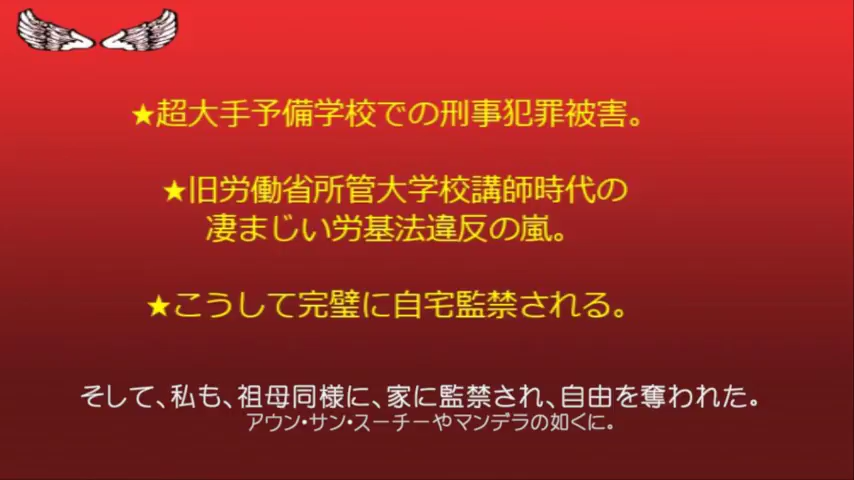 ★超大手予備学校での刑事犯罪被害。
★旧労働省所管大学校講師時代の
凄まじい労基法違反の嵐。
★こうして完璧に自宅監禁される。
そして、私も、祖母同様に、家に監禁され、自由を奪われた。
アウン・サン・スーチーやマンデラの如くに。